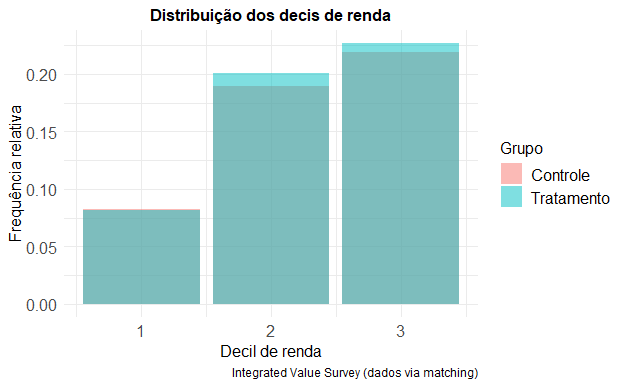 Distribuição dos decis de renda
Frequência relativa
0.20
0.15
0.10
0.05
0.00
1 2 3
Decil de renda
Integrated Value Survey (dados via matching)
Grupo
Controle
Tratamento